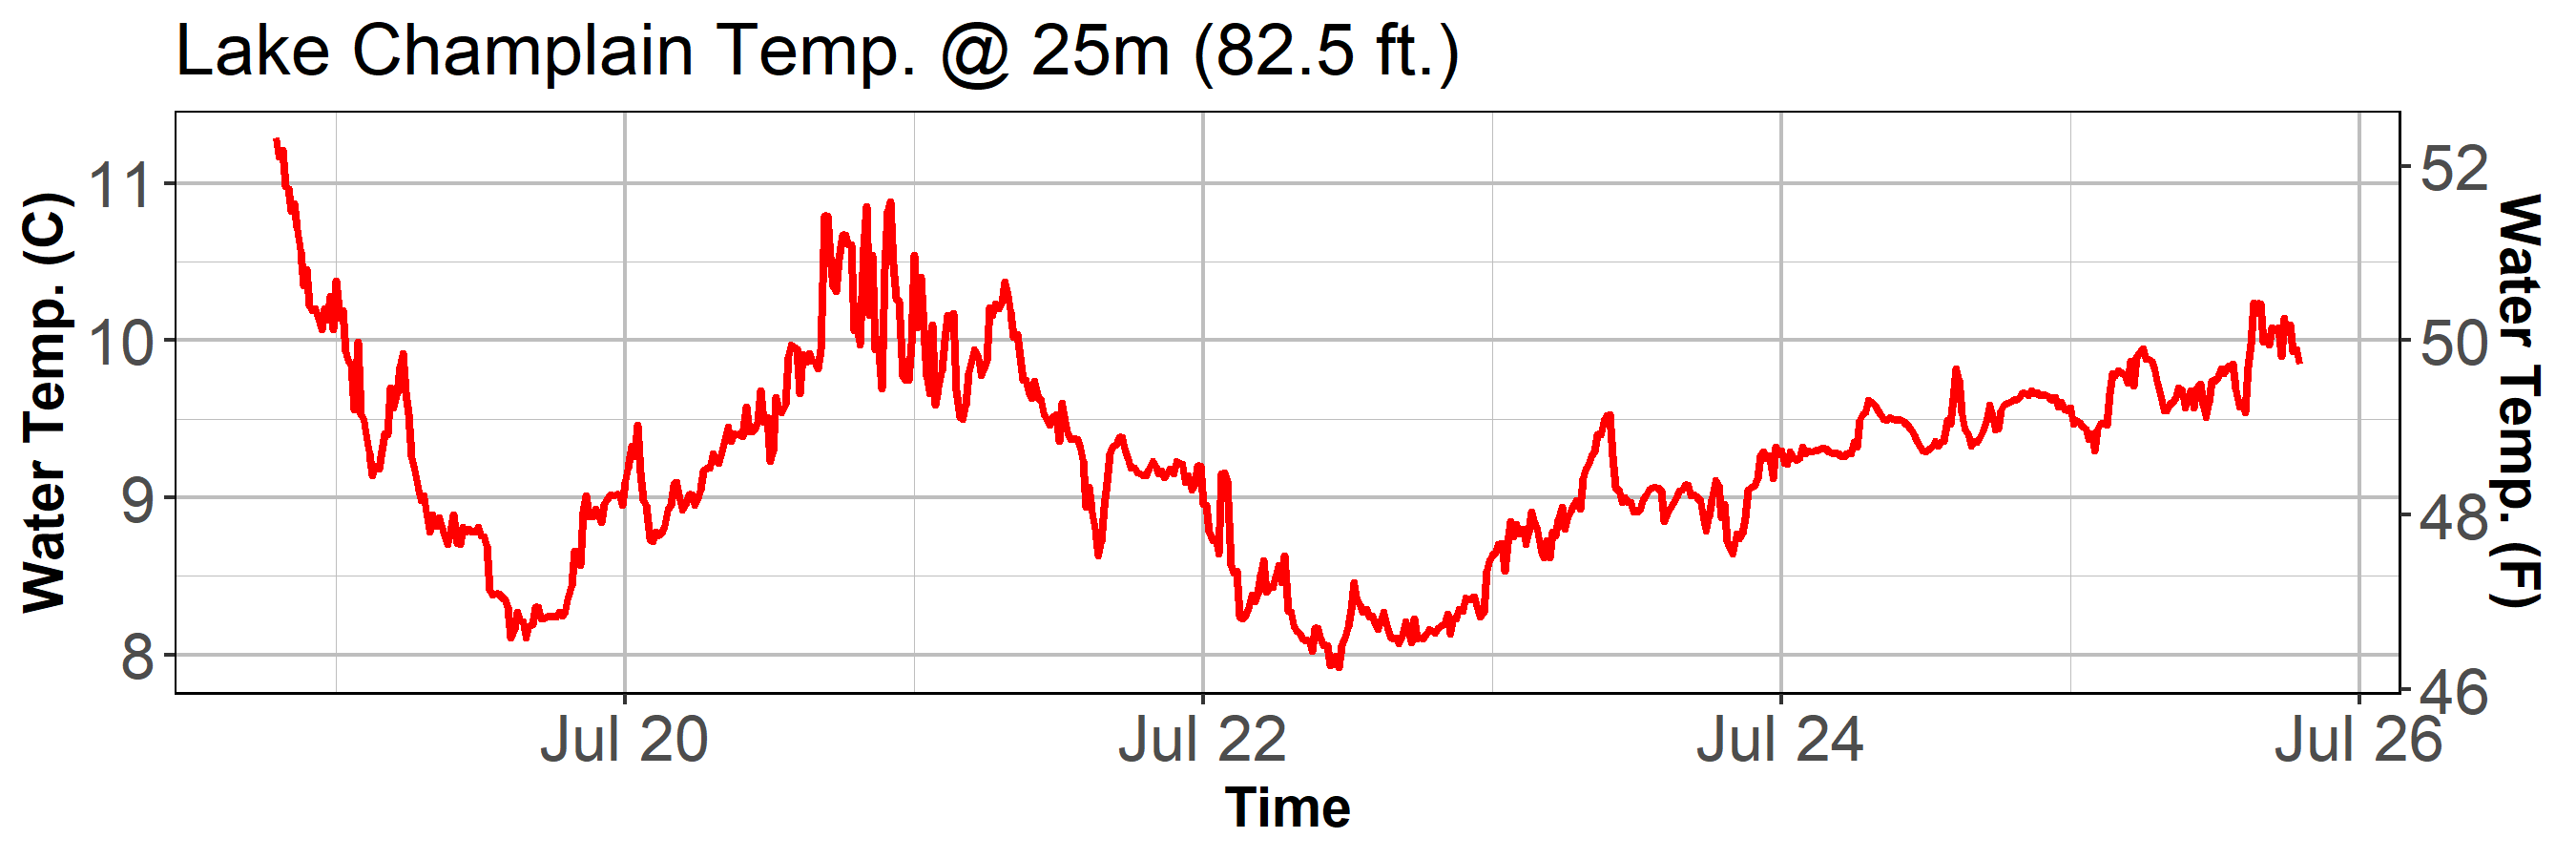 Lake Champlain Temp. @ 25m (82.5 ft.)
Water Temp. (C)
11
10
9
8
52
50
48
46
Water Temp. (F)
Jul 20 Jul 22 Jul 24 Jul 26
Time